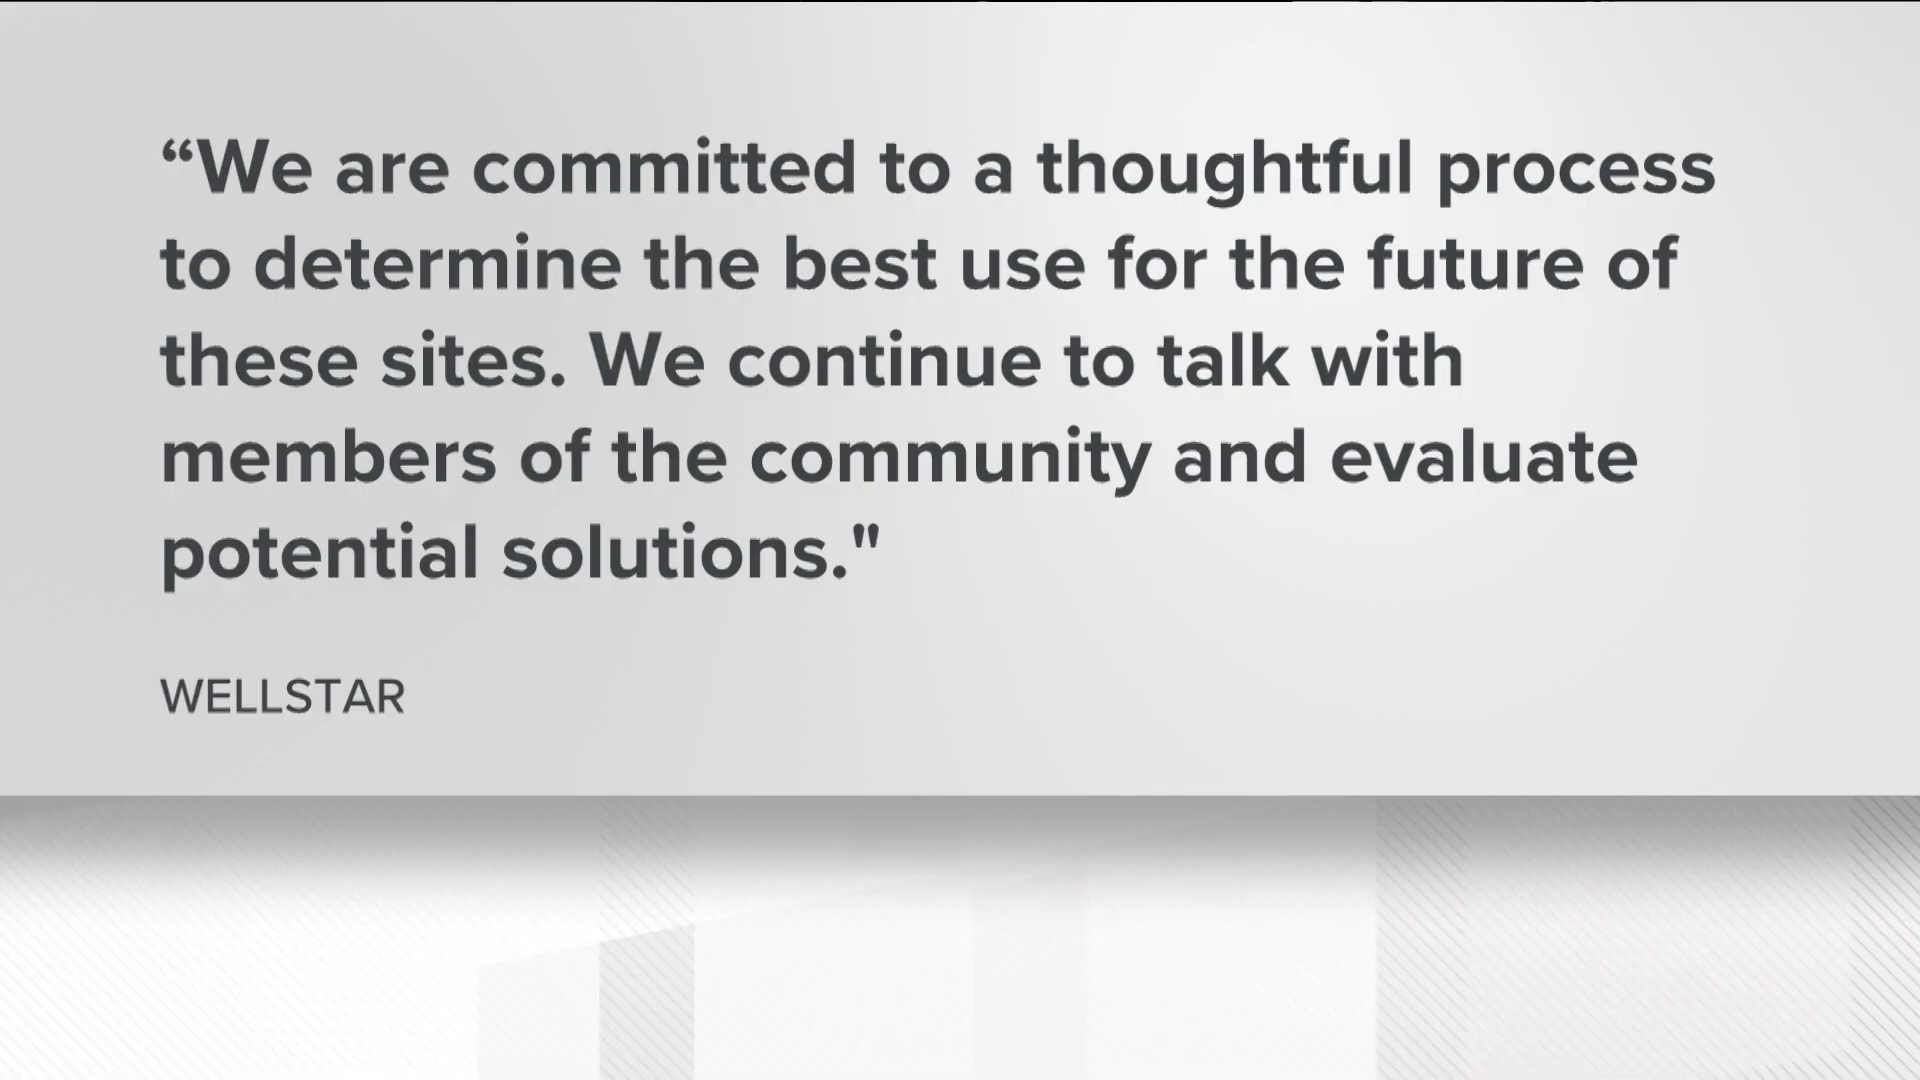 “We are committed to a thoughtful process
to determine the best use for the future of
these sites. We continue to talk with
members of the community and evaluate
potential solutions."
WELLSTAR